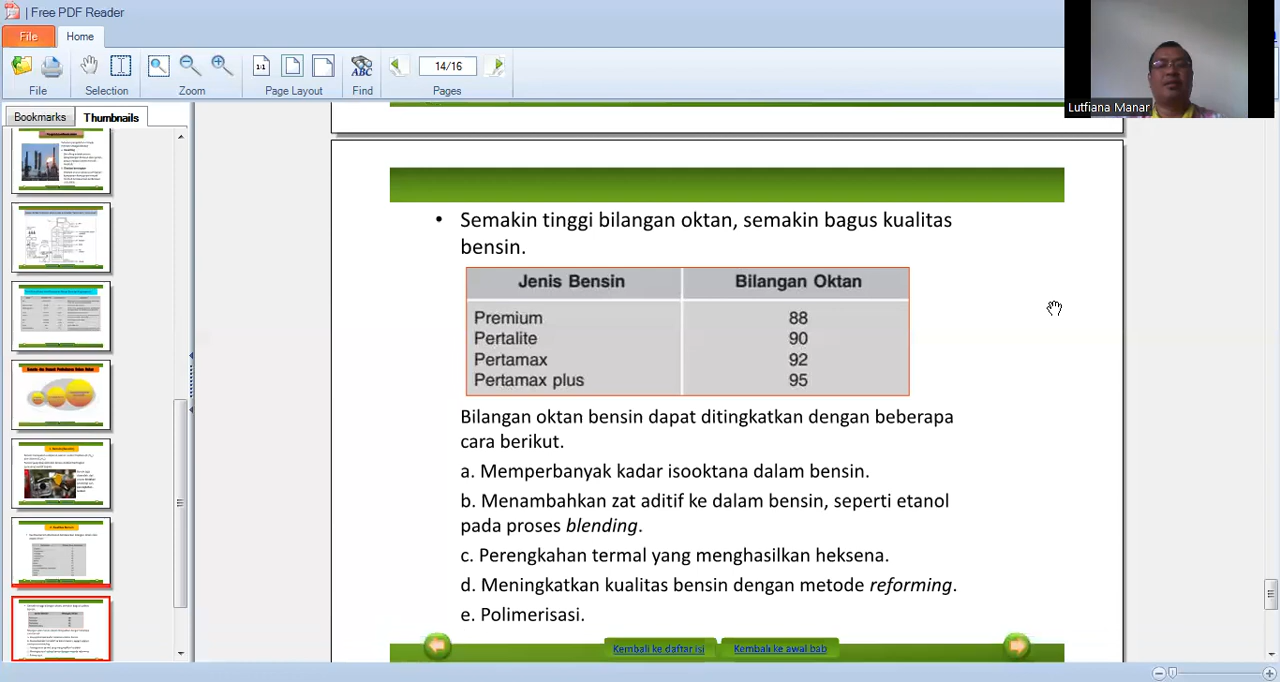 | Free PDF Reader
File
Home
File
Selection
Zoom
Page Layout
ABC
Find
14/16
Pages
Lutfiana Manar
Bookmarks
Thumbnails
• Semakin tinggi bilangan oktan, semakin bagus kualitas
bensin.
Jenis Bensin Bilangan Oktan
Premium 88
Pertalite 90
Pertamax 92
Pertamax plus 95
Bilangan oktan bensin dapat ditingkatkan dengan beberapa
cara berikut.
a. Memperbanyak kadar isooktana dalam bensin.
b. Menambahkan zat aditif ke dalam bensin, seperti etanol
pada proses blending.
c. Perengkahan termal yang menghasilkan heksena.
d. Meningkatkan kualitas bensin dengan metode reforming.
e. Polimerisasi.
Kembali ke daftar isi
Kembali ke awal bab